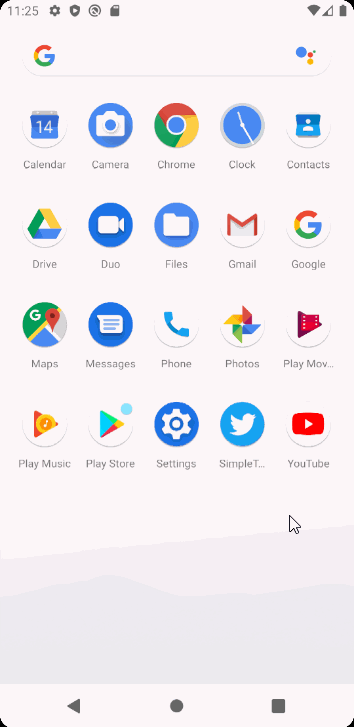 11:25
14
Calendar Camera Chrome Clock Contacts
Drive Duo Files Gmail Google
Maps Messages Phone Photos Play Mov...
Play Music Play Store Settings SimpleT... YouTube